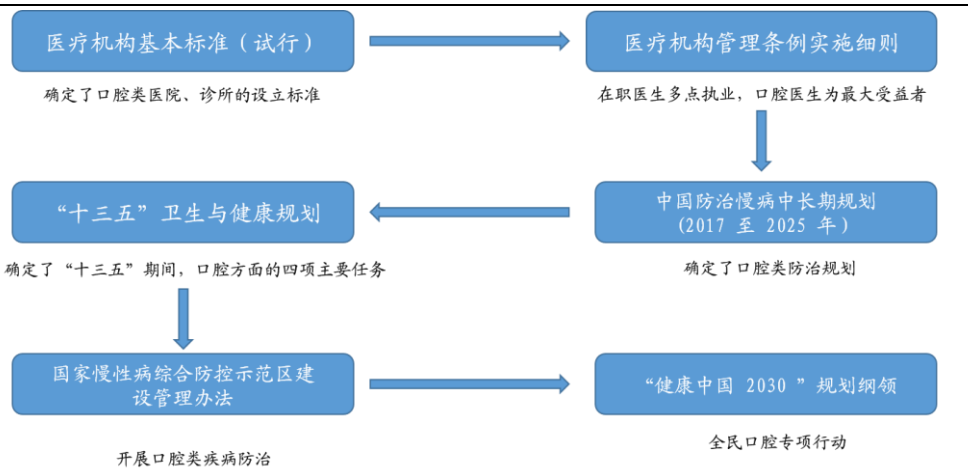 医疗机构基本标准（试行）
确定了口腔类医院、诊所的设立标准
医疗机构管理条例实施细则
在职医生多点执业，口腔医生为最大受益者
中国防治慢病中长期规划
(2017 至 2025 年)
确定了口腔类防治规划
“十三五”卫生与健康规划
确定了“十三五”期间，口腔方面的四项主要任务
国家慢性病综合防控示范区建
设管理办法
开展口腔类疾病防治
“健康中国 2030 ”规划纲领
全民口腔专项行动